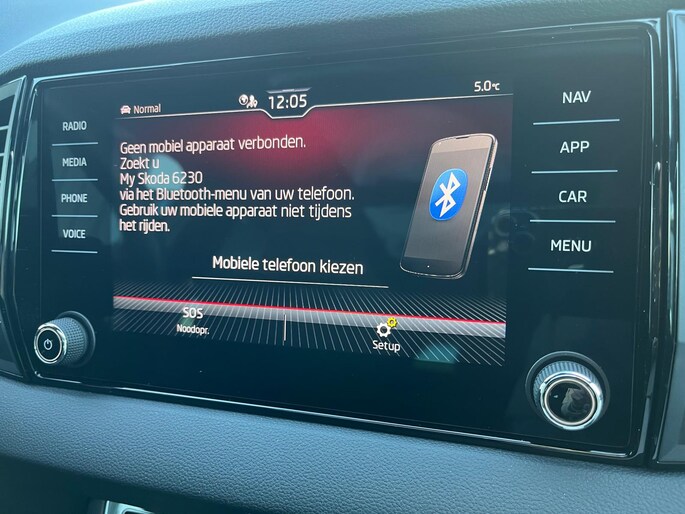 Normal
12:05
5.0°C
RADIO
MEDIA
PHONE
VOICE
Geen mobiel apparaat verbonden.
Zoekt u
My Skoda 6230
via het Bluetooth-menu van uw telefoon.
Gebruik uw mobiele apparaat niet tijdens
het rijden.
Mobiele telefoon kiezen
SOS
Noodopr.
Setup
NAV
APP
CAR
MENU